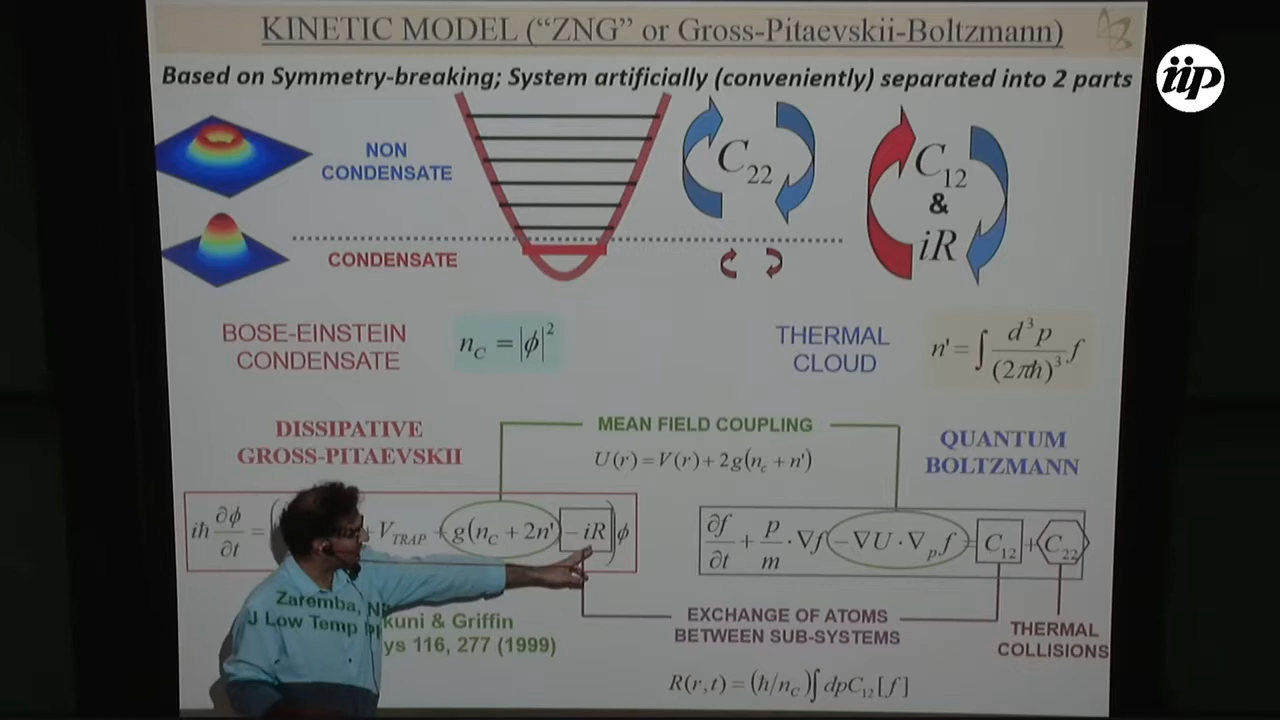 KINETIC MODEL ("ZNG" or Gross-Pitaevskii-Boltzmann)
iip
Based on Symmetry-breaking; System artificially (conveniently) separated into 2 parts
NON
CONDENSATE
C₂₂
C₁₂
&
iR
CONDENSATE
BOSE-EINSTEIN
CONDENSATE
n_C = |ϕ|²
THERMAL
CLOUD
n' = ∫ d³p / (2πħ)³ f
DISSIPATIVE
GROSS-PITAEVSKII
MEAN FIELD COUPLING
U(r) = V(r) + 2g(n_c + n')
QUANTUM
BOLTZMANN
iħ ∂ϕ/∂t = ( + V_TRAP + g(n_C + 2n') − iR ) ϕ
∂f/∂t + p/m · ∇f − ∇U · ∇_p f = C₁₂ + C₂₂
EXCHANGE OF ATOMS
BETWEEN SUB-SYSTEMS
THERMAL
COLLISIONS
Zaremba, Ni kuni & Griffin
J Low Temp Phys 116, 277 (1999)
R(r,t) = (ħ/n_C) ∫ dpC₁₂[f]